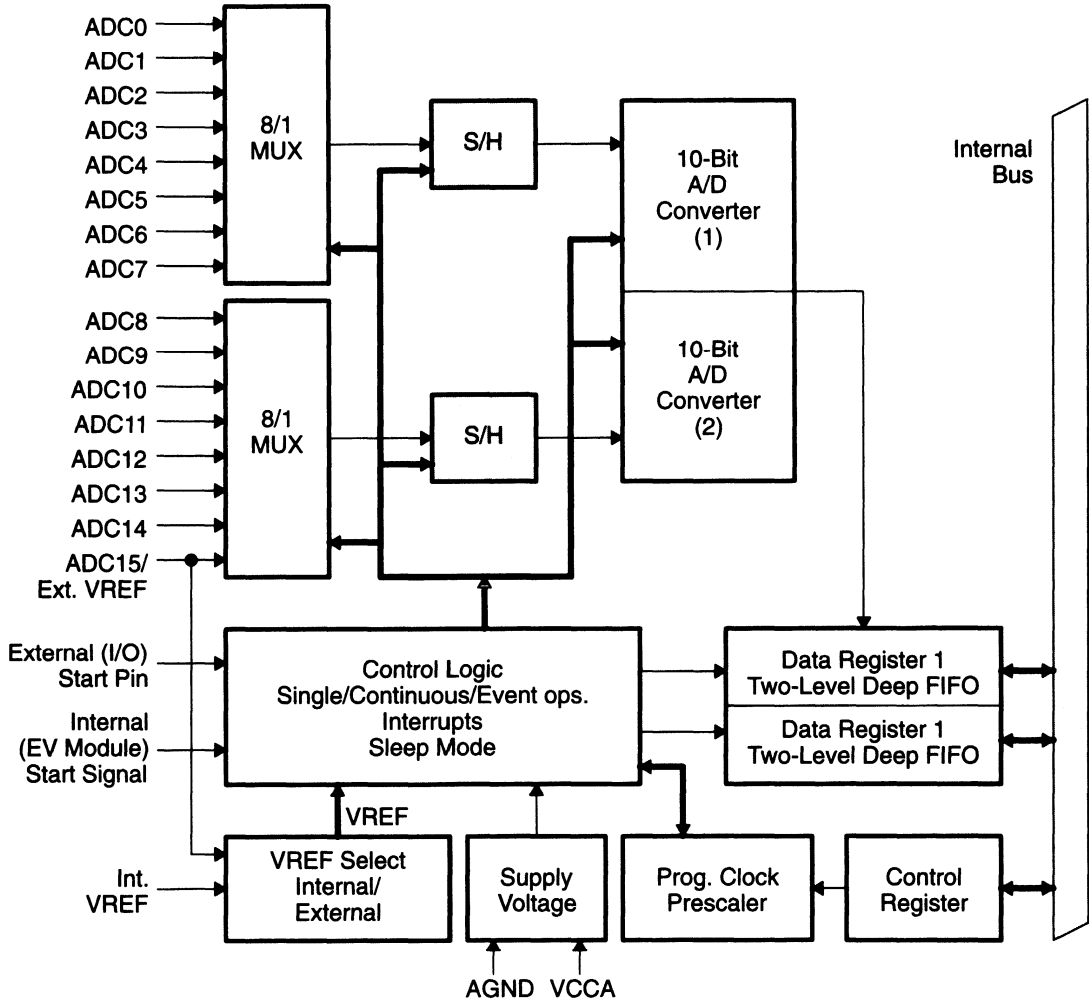 ADC0
ADC1
ADC2
ADC3
ADC4
ADC5
ADC6
ADC7
8/1
MUX
S/H
10-Bit
A/D
Converter
(1)
Internal
Bus
ADC8
ADC9
ADC10
ADC11
ADC12
ADC13
ADC14
ADC15/
Ext. VREF
8/1
MUX
S/H
10-Bit
A/D
Converter
(2)
External (I/O)
Start Pin
Internal
(EV Module)
Start Signal
Control Logic
Single/Continuous/Event ops.
Interrupts
Sleep Mode
Data Register 1
Two-Level Deep FIFO
Data Register 1
Two-Level Deep FIFO
VREF
Int.
VREF
VREF Select
Internal/
External
Supply
Voltage
Prog. Clock
Prescaler
Control
Register
AGND
VCCA